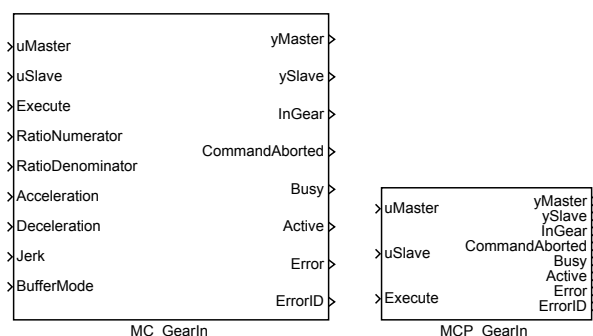 uMaster
uSlave
Execute
RatioNumerator
RatioDenominator
Acceleration
Deceleration
Jerk
BufferMode
yMaster
ySlave
InGear
CommandAborted
Busy
Active
Error
ErrorID
MC_GearIn
uMaster
uSlave
Execute
yMaster
ySlave
InGear
CommandAborted
Busy
Active
Error
ErrorID
MCP_GearIn